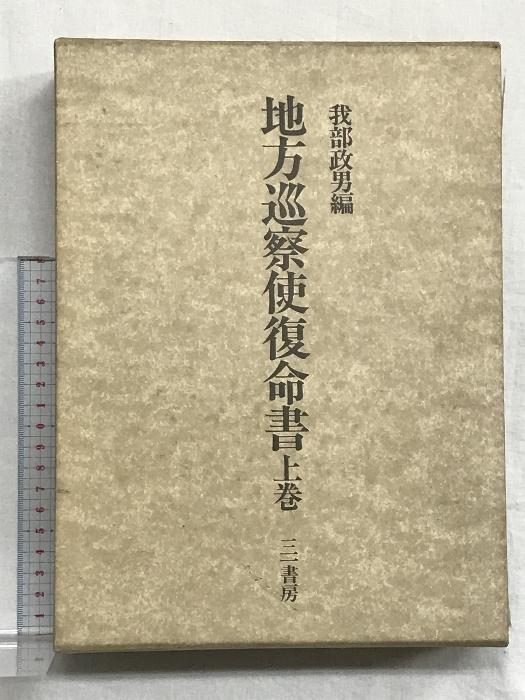 我部政男編
地方巡察使復命書 上巻
三一書房